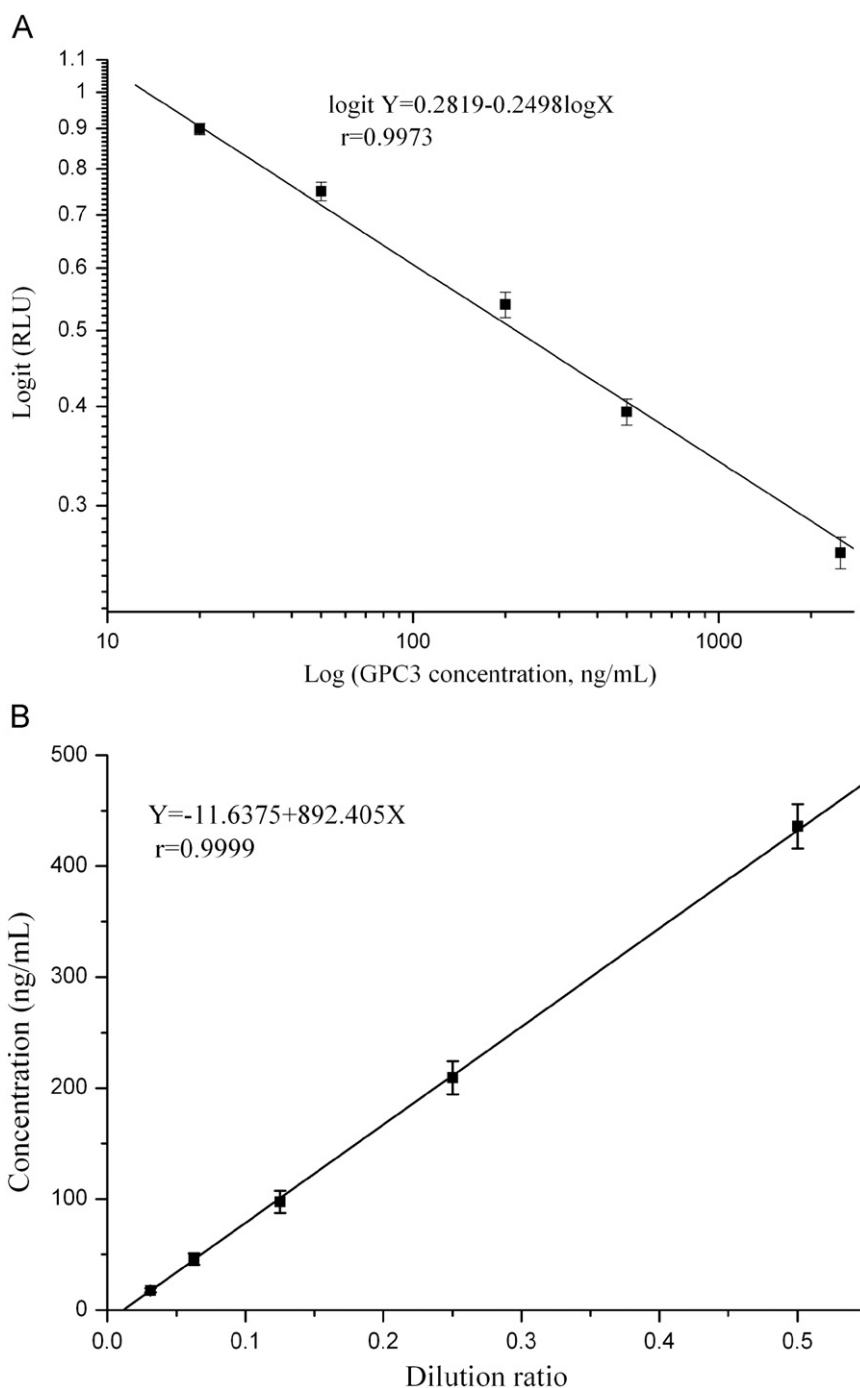 A
1.1
1
0.9
0.8
0.7
0.6
0.5
0.4
0.3
logit Y=0.2819-0.2498logX
r=0.9973
Logit (RLU)
10
100
1000
Log (GPC3 concentration, ng/mL)
B
500
400
300
200
100
0
Y=-11.6375+892.405X
r=0.9999
Concentration (ng/mL)
0.0
0.1
0.2
0.3
0.4
0.5
Dilution ratio